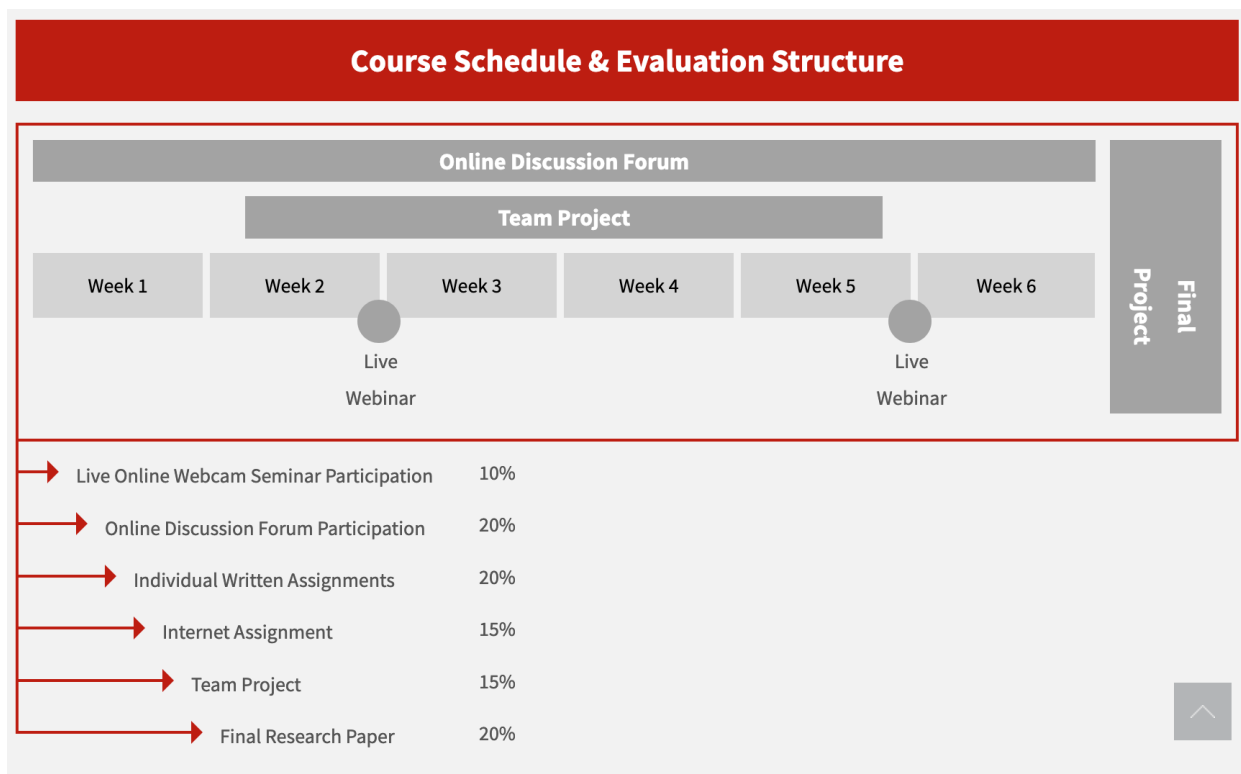 Course Schedule & Evaluation Structure
Online Discussion Forum
Team Project
Week 1
Week 2
Week 3
Week 4
Week 5
Week 6
Final
Project
Live
Webinar
Live
Webinar
Live Online Webcam Seminar Participation 10%
Online Discussion Forum Participation 20%
Individual Written Assignments 20%
Internet Assignment 15%
Team Project 15%
Final Research Paper 20%